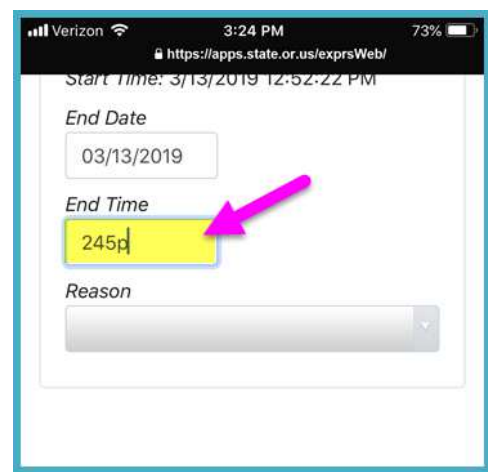 Verizon 3:24 PM 73%
https://apps.state.or.us/exprsWeb/
Start Time: 3/13/2019 12:52:22 PM
End Date
03/13/2019
End Time
245p
Reason